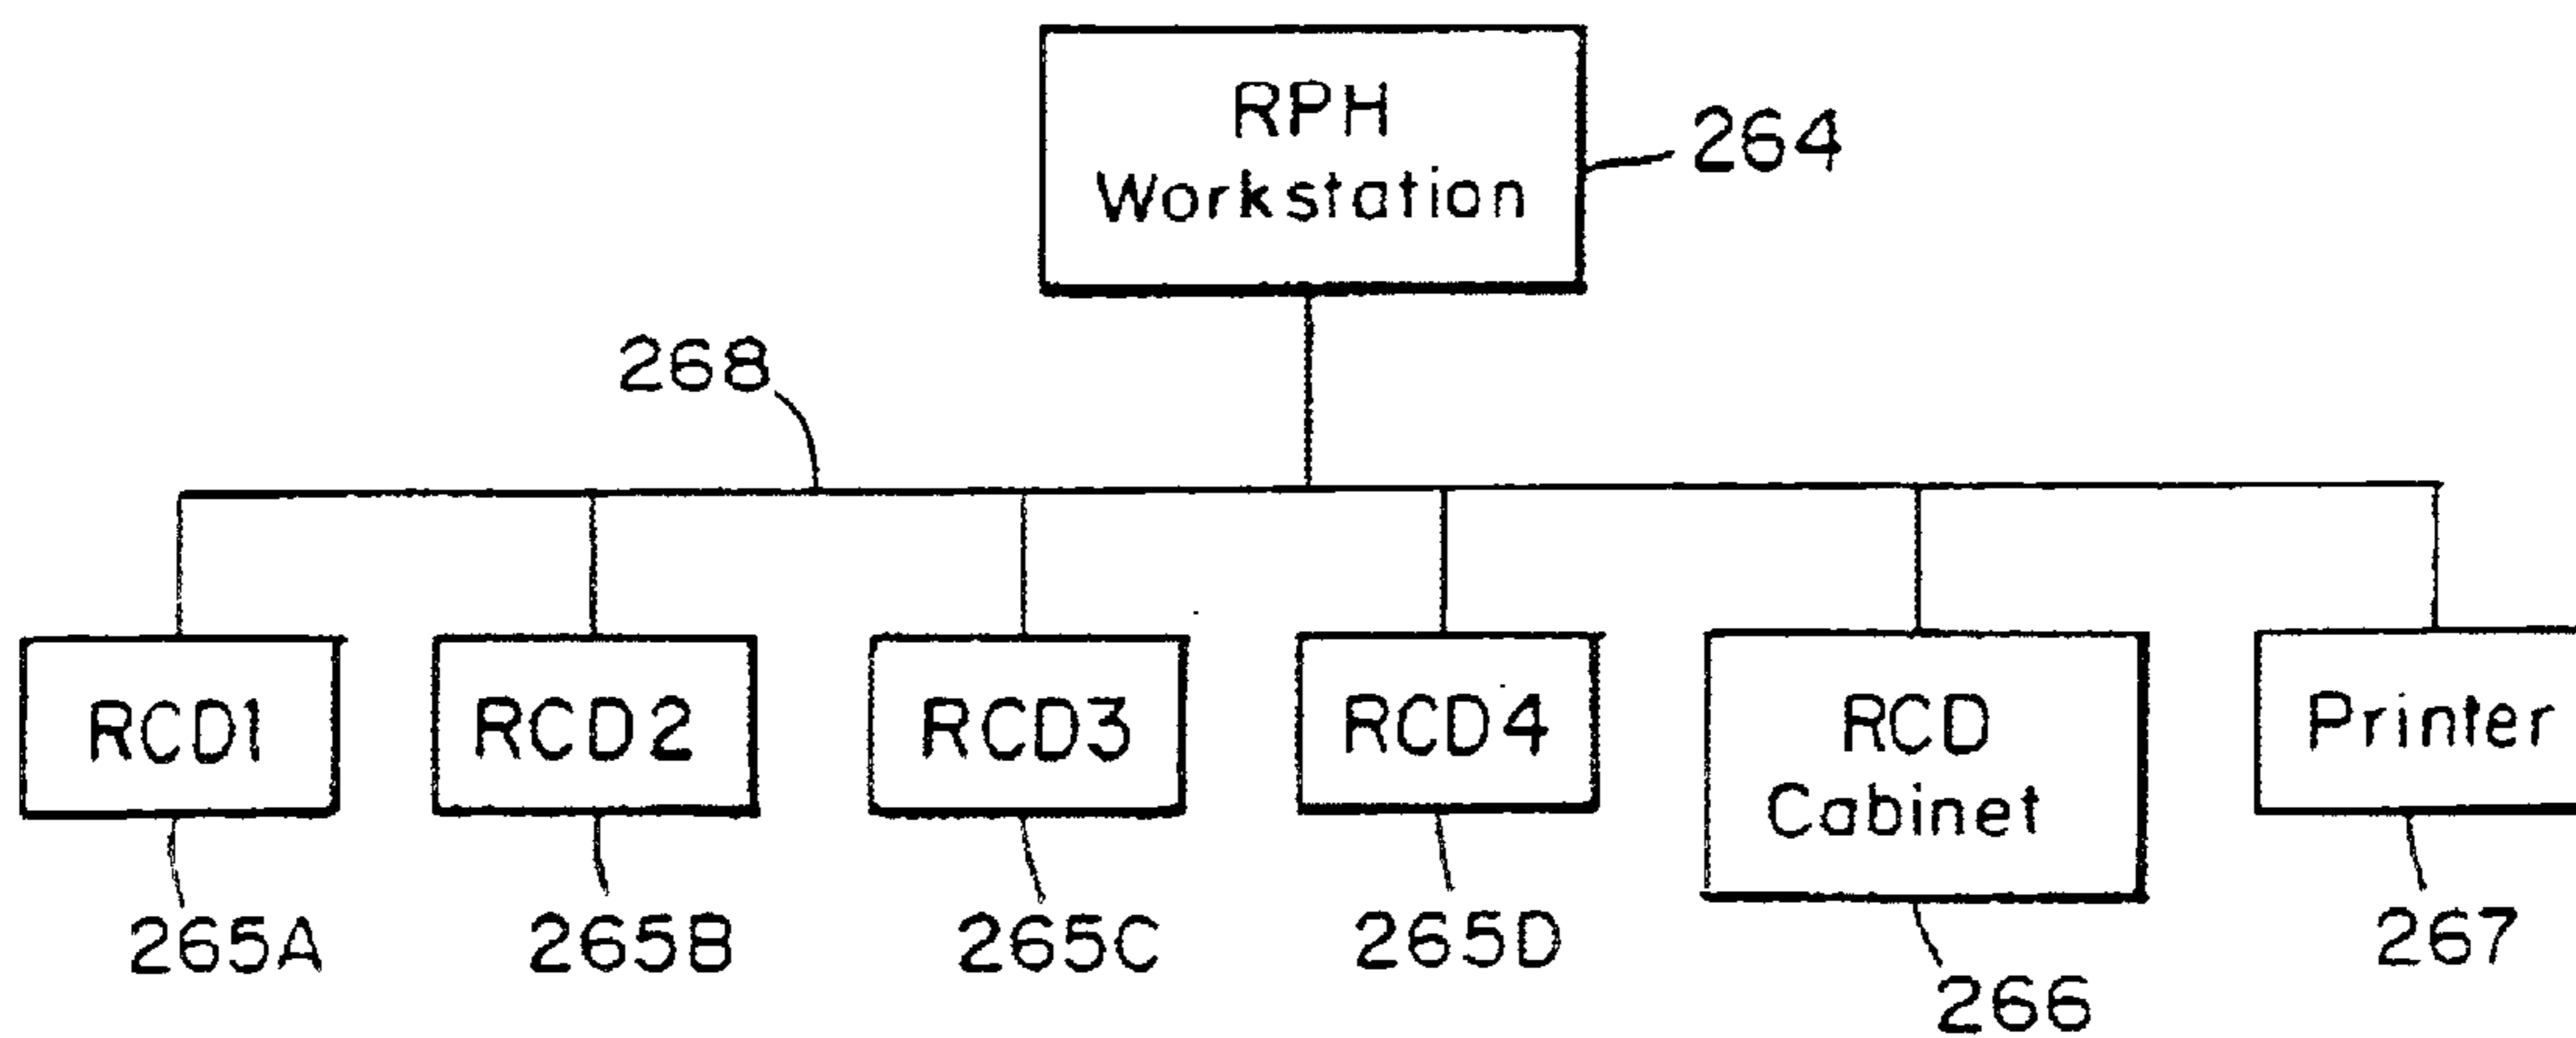 RPH
Workstation
264
268
RCD1
RCD2
RCD3
RCD4
RCD
Cabinet
Printer
265A
265B
265C
265D
266
267